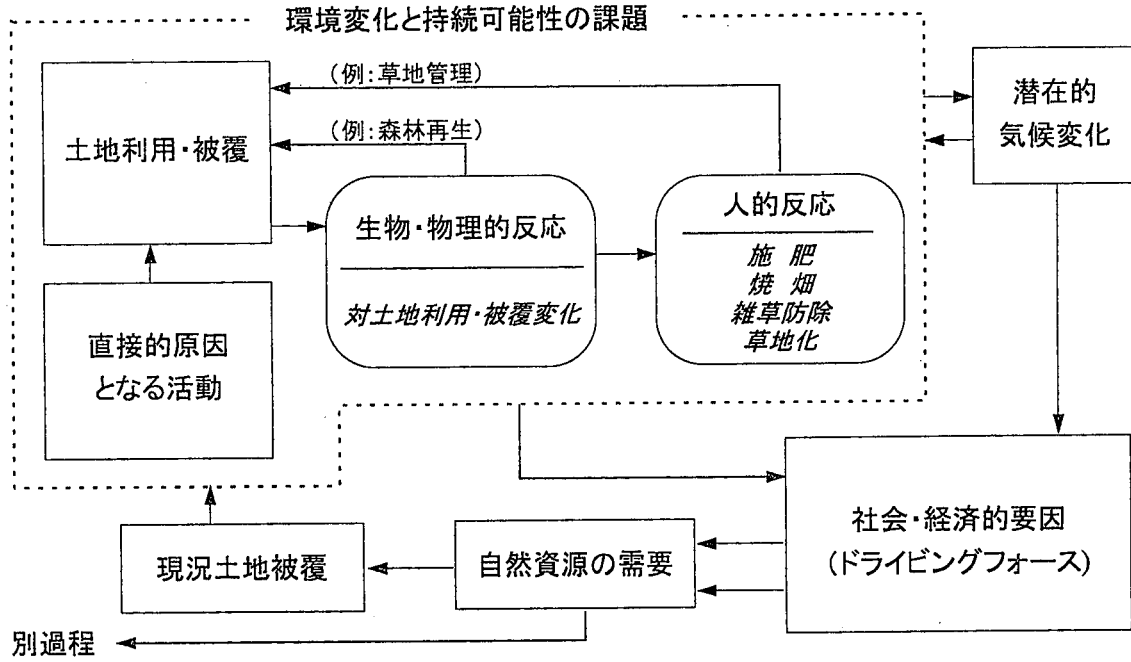 環境変化と持続可能性の課題
(例:草地管理)
(例:森林再生)
土地利用・被覆
潜在的
気候変化
生物・物理的反応
対土地利用・被覆変化
人的反応
施 肥
焼 畑
雑草防除
草地化
直接的原因
となる活動
社会・経済的要因
(ドライビングフォース)
自然資源の需要
現況土地被覆
別過程